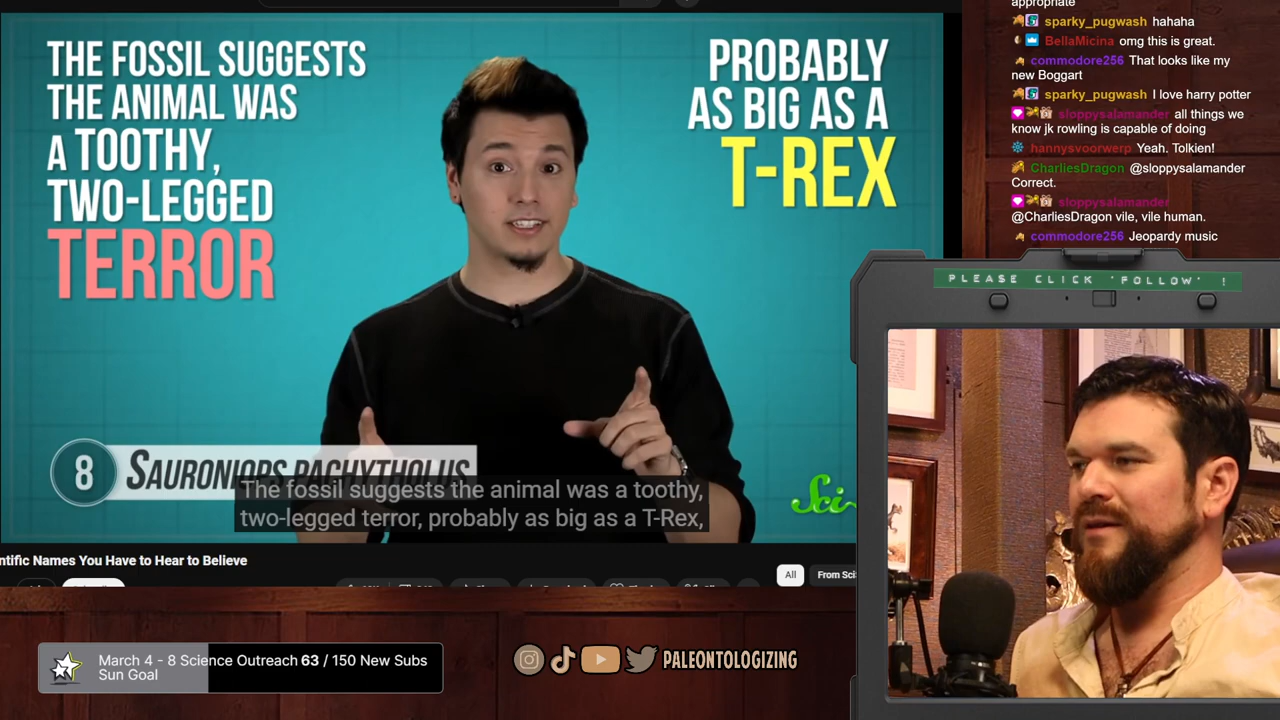 THE FOSSIL SUGGESTS
THE ANIMAL WAS
A TOOTHY,
TWO-LEGGED
TERROR
PROBABLY
AS BIG AS A
T-REX
8
SAURONIOPS PACHYTHOLUS
The fossil suggests the animal was a toothy,
two-legged terror, probably as big as a T-Rex,
Sci
ntific Names You Have to Hear to Believe
All
From Sci
appropriate
sparky_pugwash hahaha
BellaMicina omg this is great.
commodore256 That looks like my
new Boggart
sparky_pugwash I love harry potter
sloppysalamander all things we
know jk rowling is capable of doing
hannysvoorwerp Yeah. Tolkien!
CharliesDragon @sloppysalamander
Correct.
sloppysalamander
@CharliesDragon vile, vile human.
commodore256 Jeopardy music
PLEASE CLICK 'FOLLOW' !
March 4 - 8 Science Outreach 63 / 150 New Subs
Sun Goal
PALEONTOLOGIZING